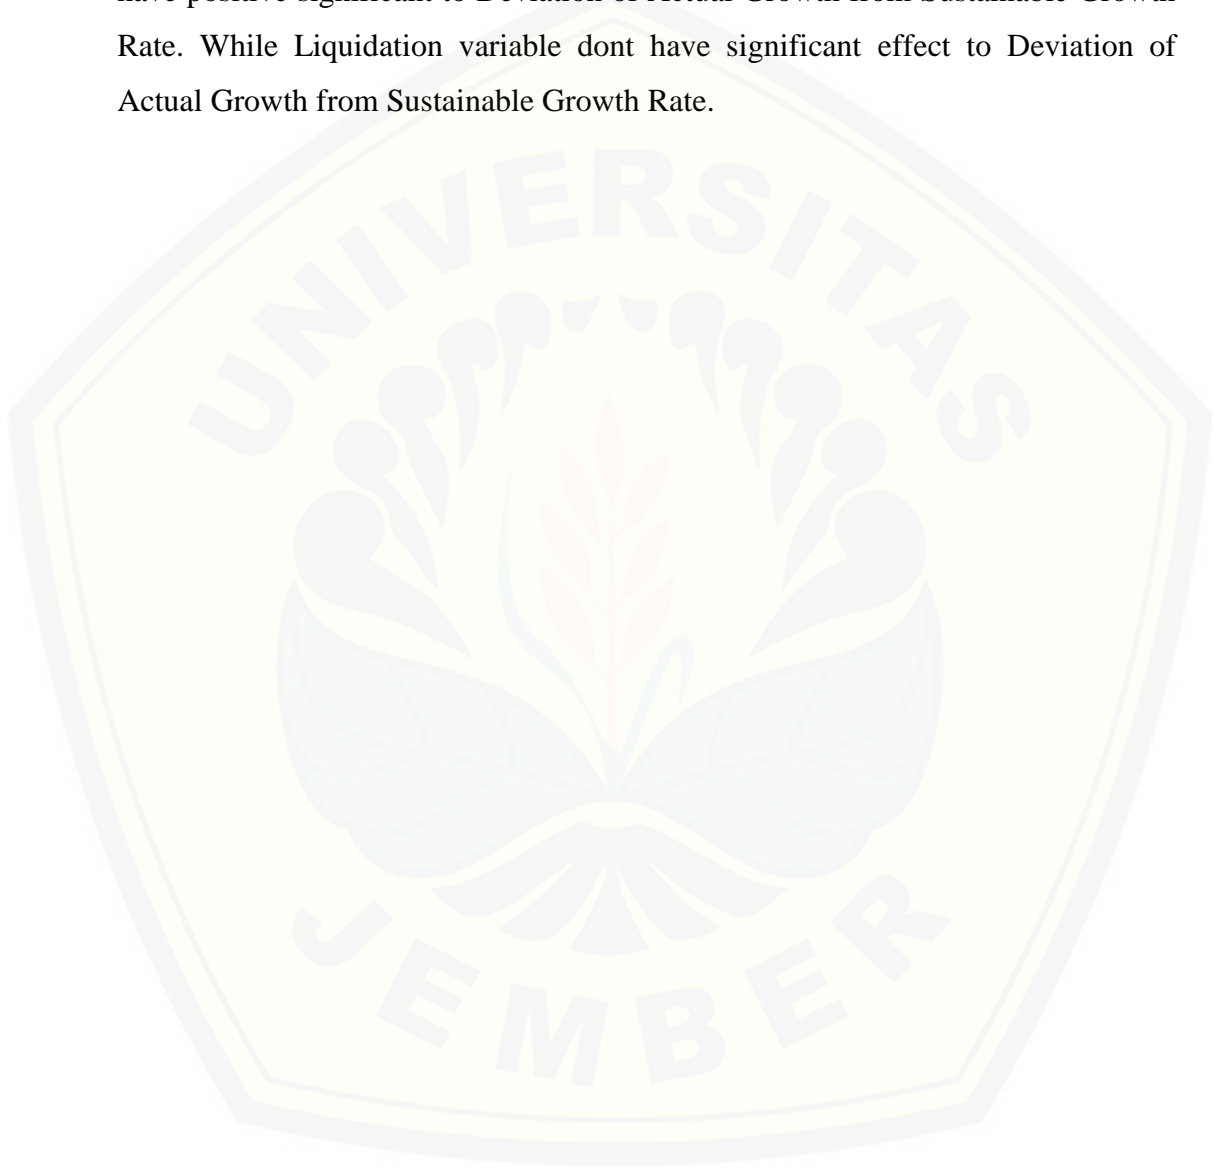 have positive significant to Deviation of Actual Growth from Sustainable Growth
Rate. While Liquidation variable dont have significant effect to Deviation of
Actual Growth from Sustainable Growth Rate.
UNIVERSITAS
JEMBER